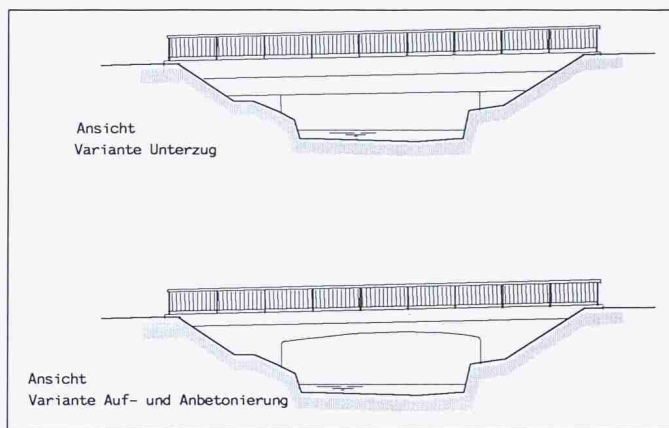 Ansicht
Variante Unterzug
Ansicht
Variante Auf- und Anbetonierung